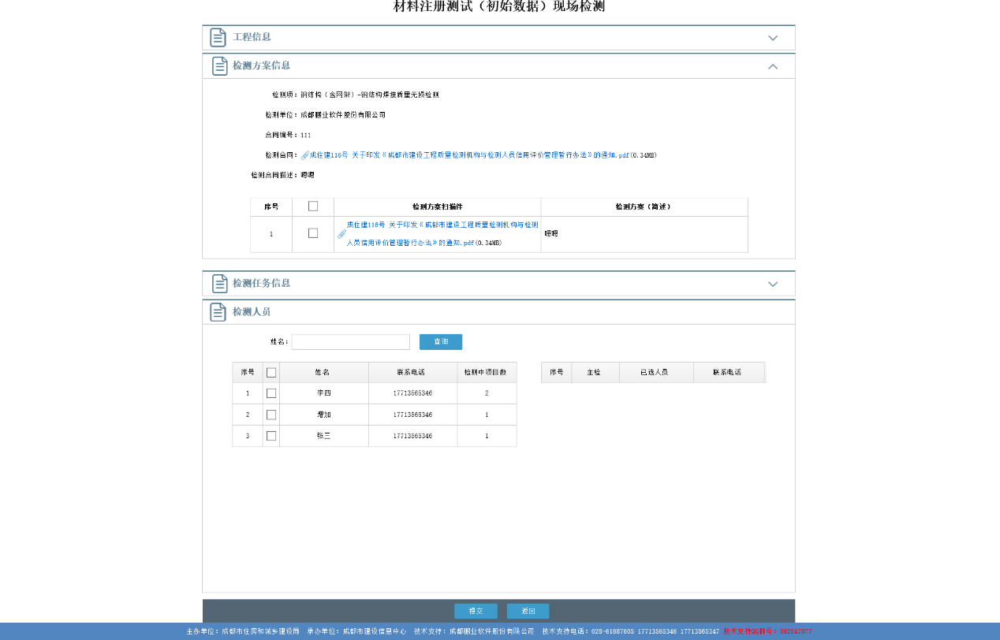 材料注册测试（初始数据）现场检测
工程信息
检测方案信息
检测项：钢结构（含网架）-钢结构焊接质量无损检测
检测单位：成都鹏业软件股份有限公司
合同编号：111
检测合同：成住建116号 关于印发《成都市建设工程质量检测机构与检测人员信用评价管理暂行办法》的通知.pdf(0.34MB)
检测合同描述：嗯嗯
序号 检测方案扫描件 检测方案（简述）
1 成住建116号 关于印发《成都市建设工程质量检测机构与检测 嗯嗯
人员信用评价管理暂行办法》的通知.pdf(0.34MB)
检测任务信息
检测人员
姓名： 查询
序号 姓名 联系电话 检测中项目数 序号 主检 已选人员 联系电话
1 李四 17713565346 2
2 增加 17713565346 1
3 张三 17713565346 1
提交 返回
主办单位：成都市住房和城乡建设局 承办单位：成都市建设信息中心 技术支持：成都鹏业软件股份有限公司 技术支持电话：028-61687605 17713565346 17713565347 技术支持QQ群号：892547077